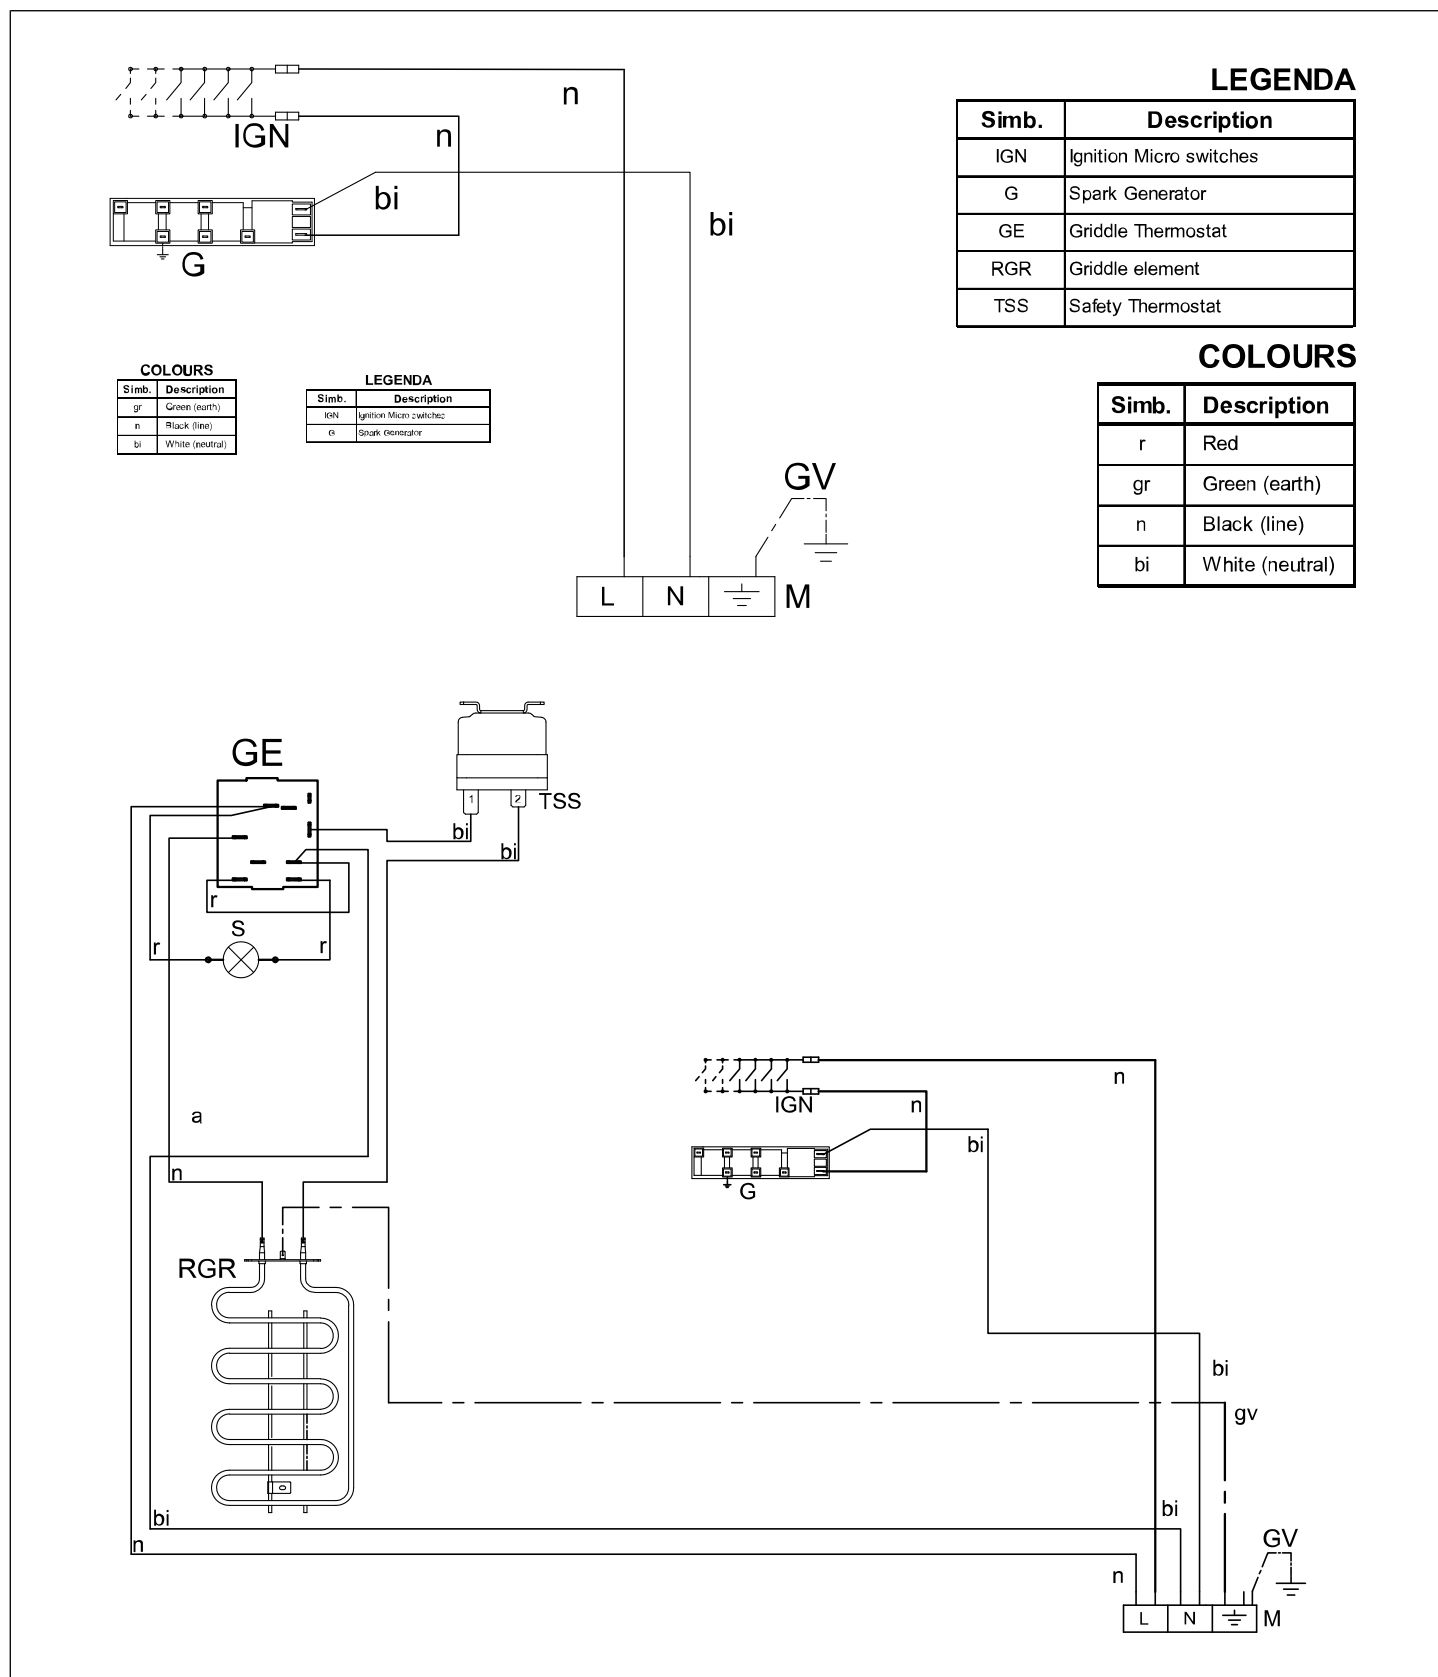 n
IGN
n
bi
bi
G
LEGENDA
Simb. Description
IGN Ignition Micro switches
G Spark Generator
GE Griddle Thermostat
RGR Griddle element
TSS Safety Thermostat
COLOURS
Simb. Description
r Red
gr Green (earth)
n Black (line)
bi White (neutral)
COLOURS
Simb. Description
gr Green (earth)
n Black (line)
bi White (neutral)
LEGENDA
Simb. Description
IGN Ignition Micro switches
G Spark Generator
GV
L N M
GE
1 2 TSS
bi
bi
r
S
r r
a
n
RGR
bi
n
n
IGN n
bi
G
bi
gv
bi
GV
n
L N M